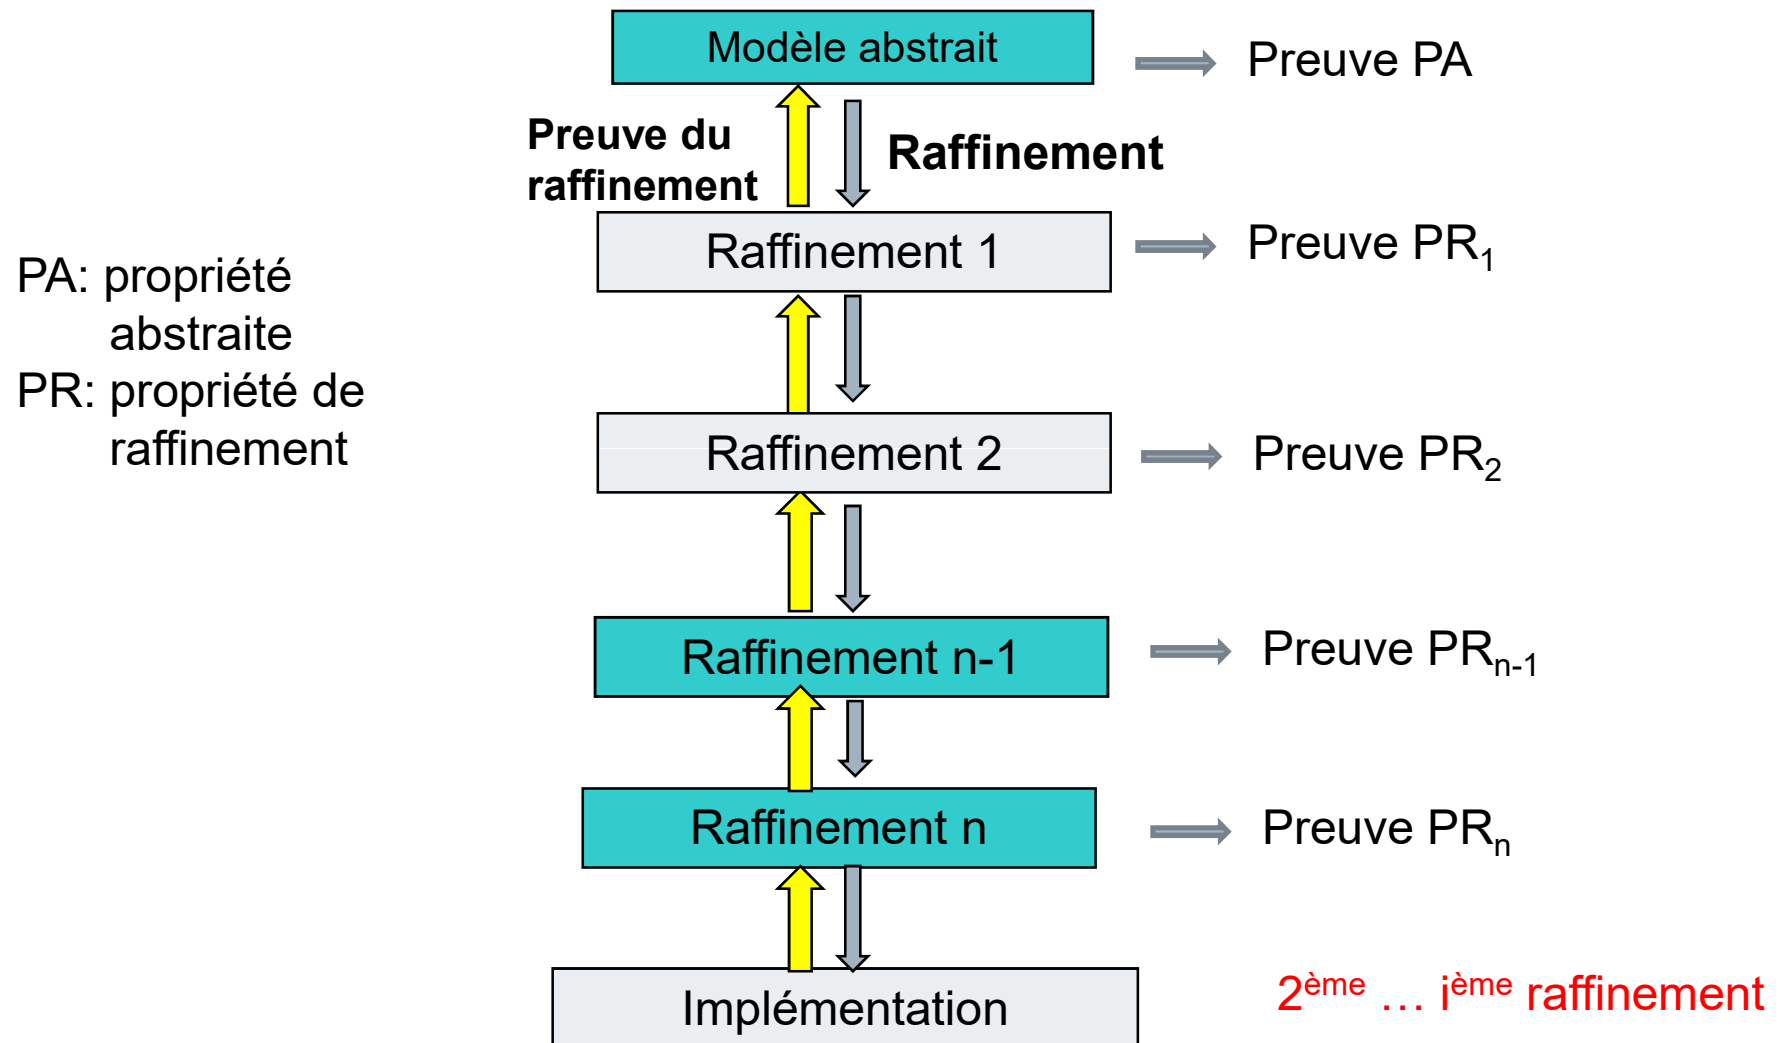 Modèle abstrait
Preuve PA
Preuve du
raffinement
Raffinement
Raffinement 1
Preuve PR₁
PA: propriété
abstraite
PR: propriété de
raffinement
Raffinement 2
Preuve PR₂
Raffinement n-1
Preuve PRₙ₋₁
Raffinement n
Preuve PRₙ
Implémentation
2ème … ième raffinement